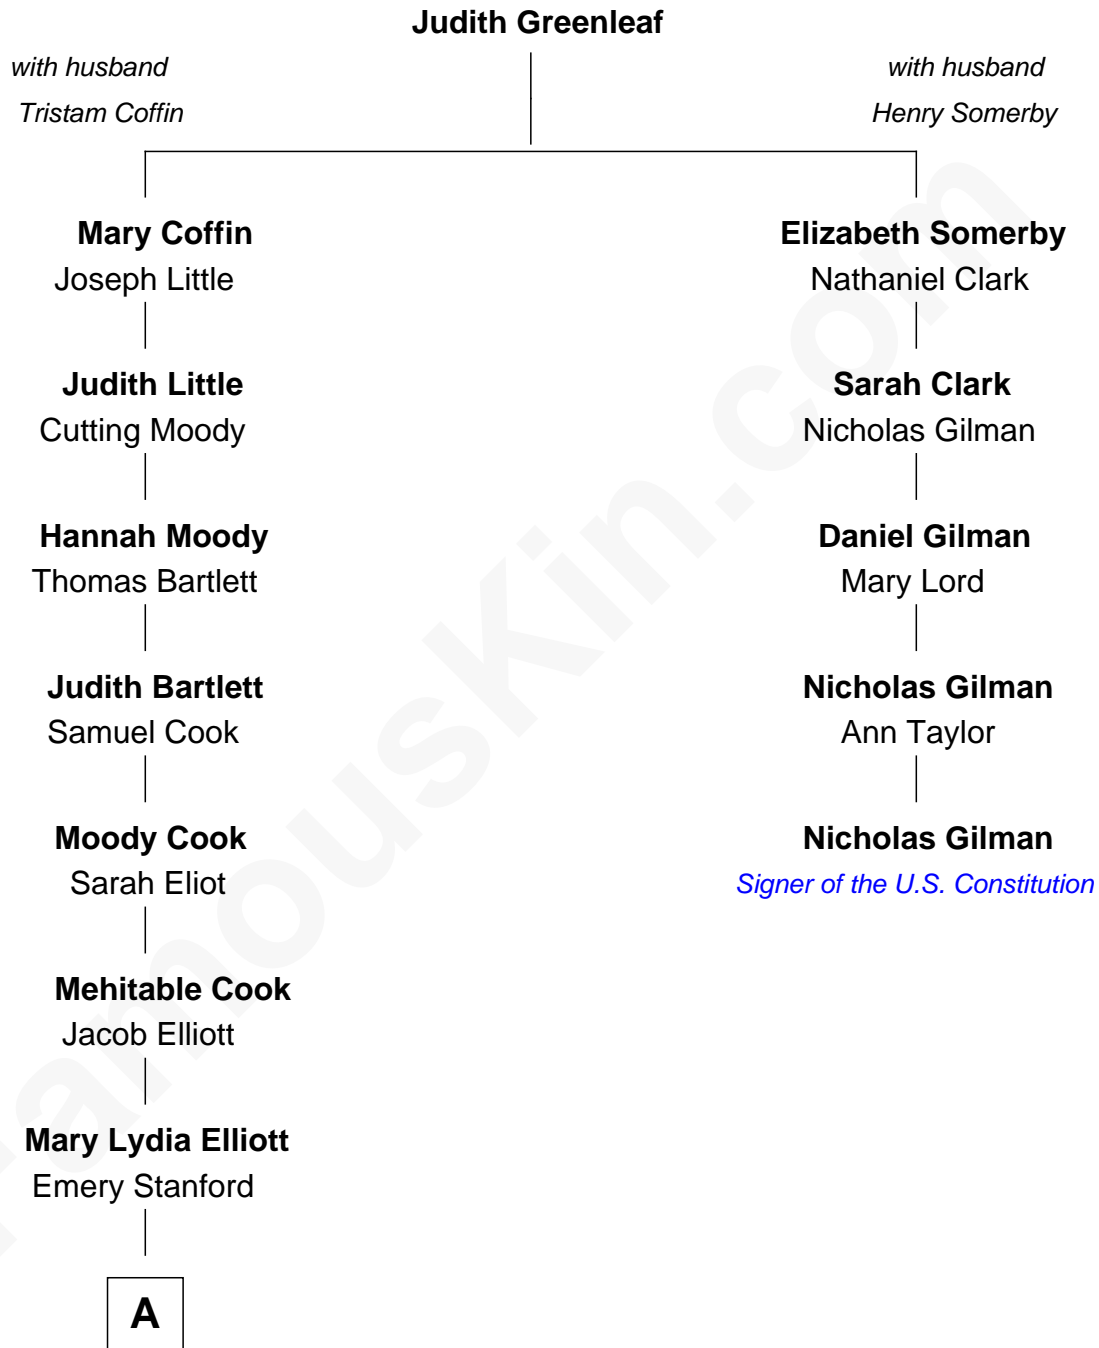 Judith Greenleaf
with husband
Tristam Coffin
with husband
Henry Somerby
Mary Coffin
Joseph Little
Judith Little
Cutting Moody
Hannah Moody
Thomas Bartlett
Judith Bartlett
Samuel Cook
Moody Cook
Sarah Eliot
Mehitable Cook
Jacob Elliott
Mary Lydia Elliott
Emery Stanford
A
Elizabeth Somerby
Nathaniel Clark
Sarah Clark
Nicholas Gilman
Daniel Gilman
Mary Lord
Nicholas Gilman
Ann Taylor
Nicholas Gilman
Signer of the U.S. Constitution
FamousKin.com